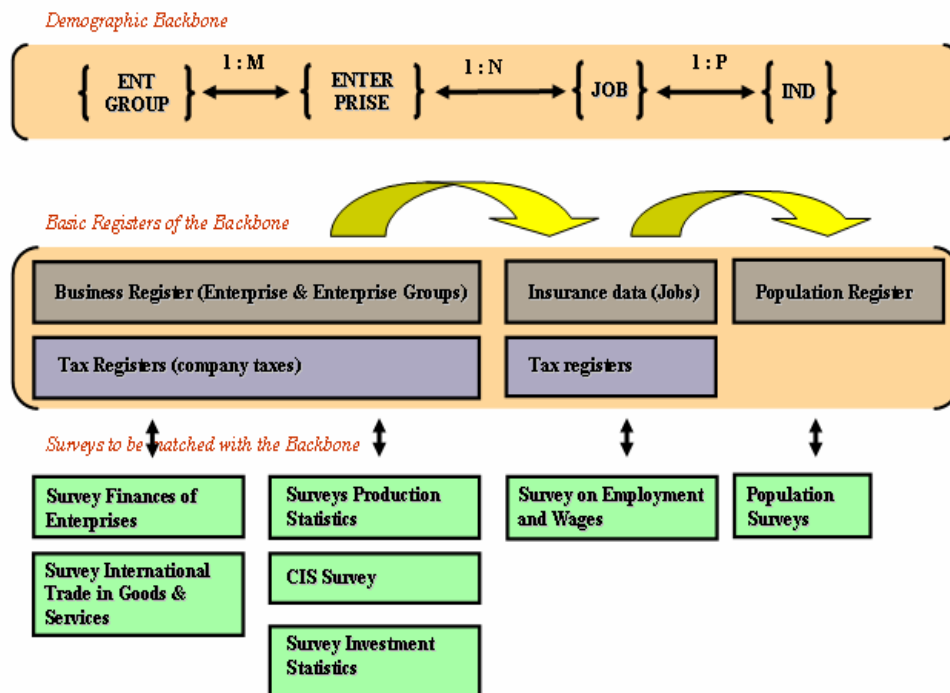 Demographic Backbone
1 : M
1 : N
1 : P
ENT
GROUP
ENTER
PRISE
JOB
IND
Basic Registers of the Backbone
Business Register (Enterprise & Enterprise Groups)
Insurance data (Jobs)
Population Register
Tax Registers (company taxes)
Tax registers
Surveys to be matched with the Backbone
Survey Finances of
Enterprises
Surveys Production
Statistics
Survey on Employment
and Wages
Population
Surveys
Survey International
Trade in Goods &
Services
CIS Survey
Survey Investment
Statistics